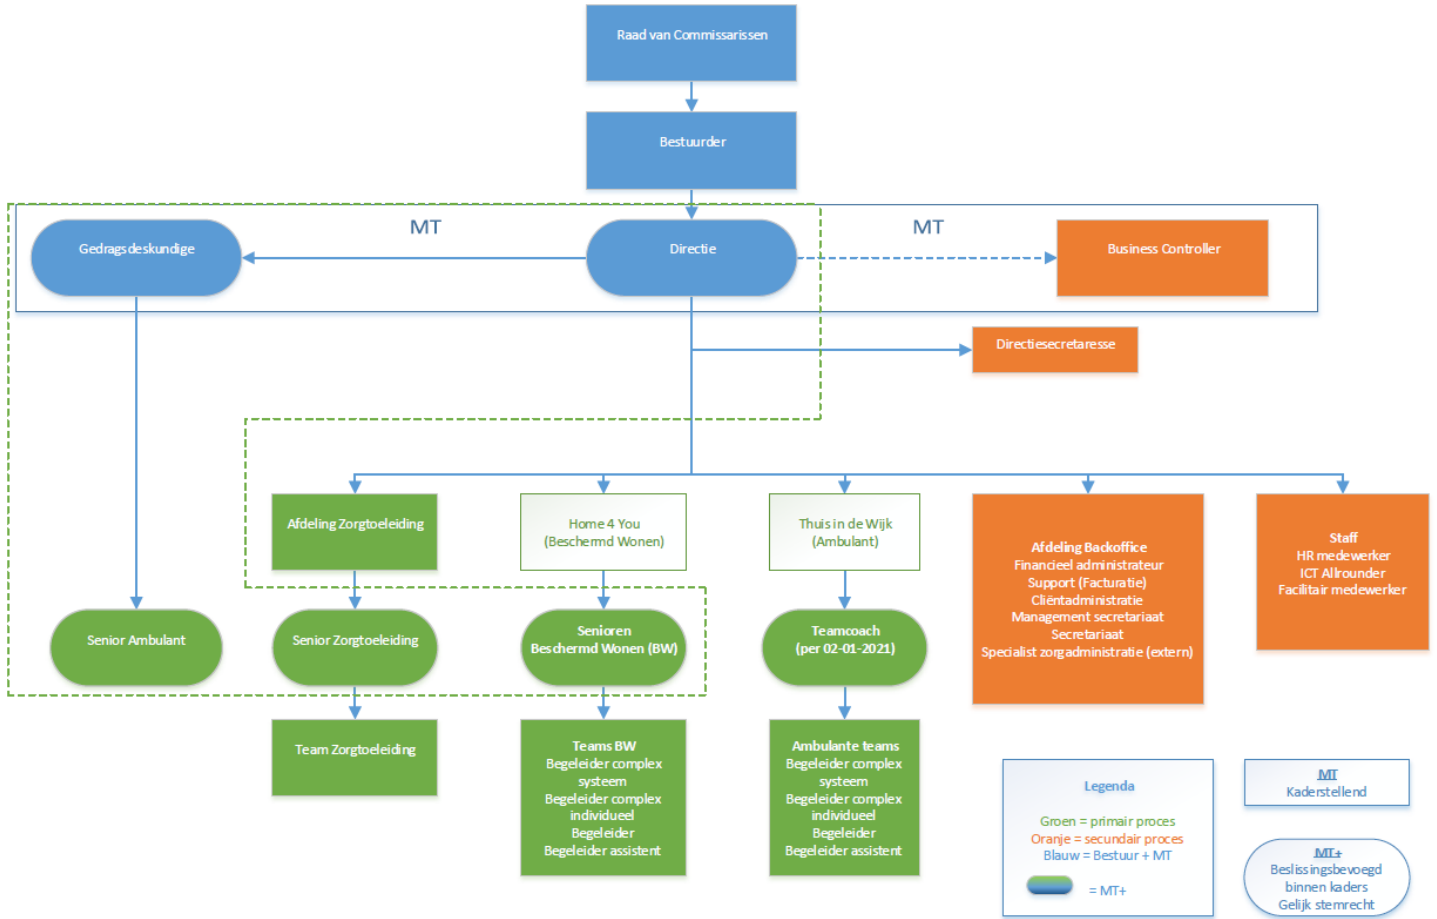 Raad van Commissarissen
Bestuurder
MT
MT
Gedragsdeskundige
Directie
Business Controller
Directiesecretaresse
Afdeling Zorgtoeleiding
Home 4 You
(Beschermd Wonen)
Thuis in de Wijk
(Ambulant)
Afdeling Backoffice
Financieel administrateur
Support (Facturatie)
Cliëntadministratie
Management secretariaat
Secretariaat
Specialist zorgadministratie (extern)
Staff
HR medewerker
ICT Allrounder
Facilitair medewerker
Senior Ambulant
Senior Zorgtoeleiding
Senioren
Beschermd Wonen (BW)
Teamcoach
(per 02-01-2021)
Team Zorgtoeleiding
Teams BW
Begeleider complex
systeem
Begeleider complex
individueel
Begeleider
Begeleider assistent
Ambulante teams
Begeleider complex
systeem
Begeleider complex
individueel
Begeleider
Begeleider assistent
Legenda
Groen = primair proces
Oranje = secundair proces
Blauw = Bestuur + MT
= MT+
MT
Kaderstellend
MT+
Beslissingsbevoegd
binnen kaders
Gelijk stemrecht